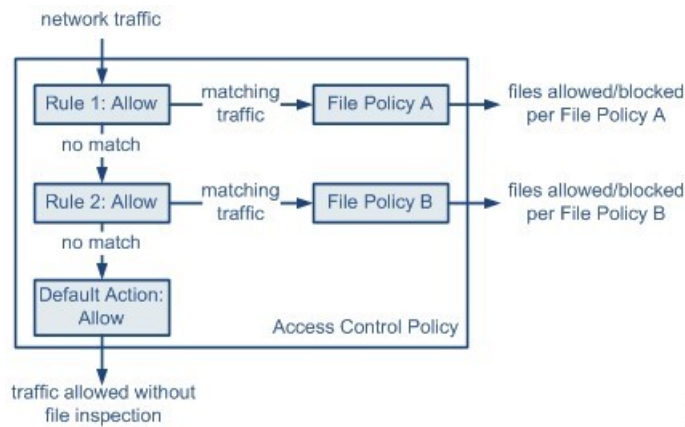 network traffic
Rule 1: Allow
matching
traffic
File Policy A
files allowed/blocked
per File Policy A
no match
Rule 2: Allow
matching
traffic
File Policy B
files allowed/blocked
per File Policy B
no match
Default Action:
Allow
Access Control Policy
traffic allowed without
file inspection